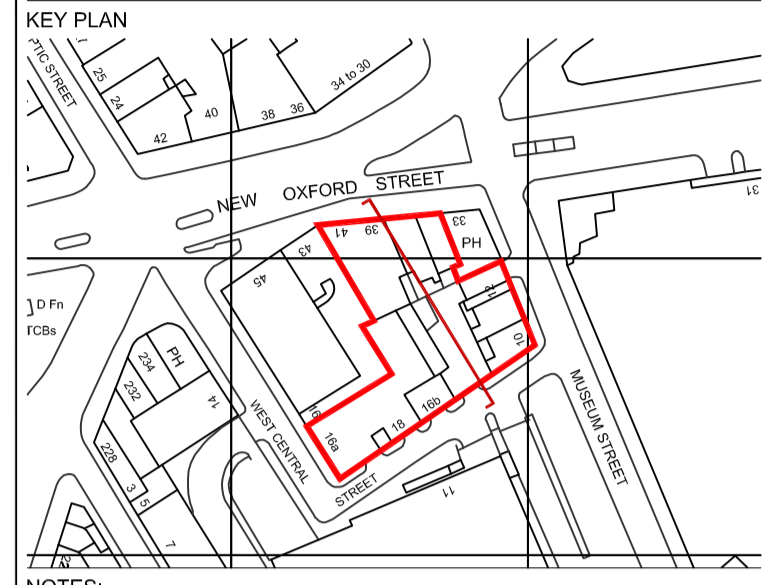 KEY PLAN
PTIC STREET
25
24
42
40
38
36
34 to 30
NEW OXFORD STREET
31
33
PH
39
41
43
45
D Fn
TCBs
12
10
PH
234
232
14
228
3
5
7
16
16a
18
16b
WEST CENTRAL
STREET
11
MUSEUM STREET
NOTES: